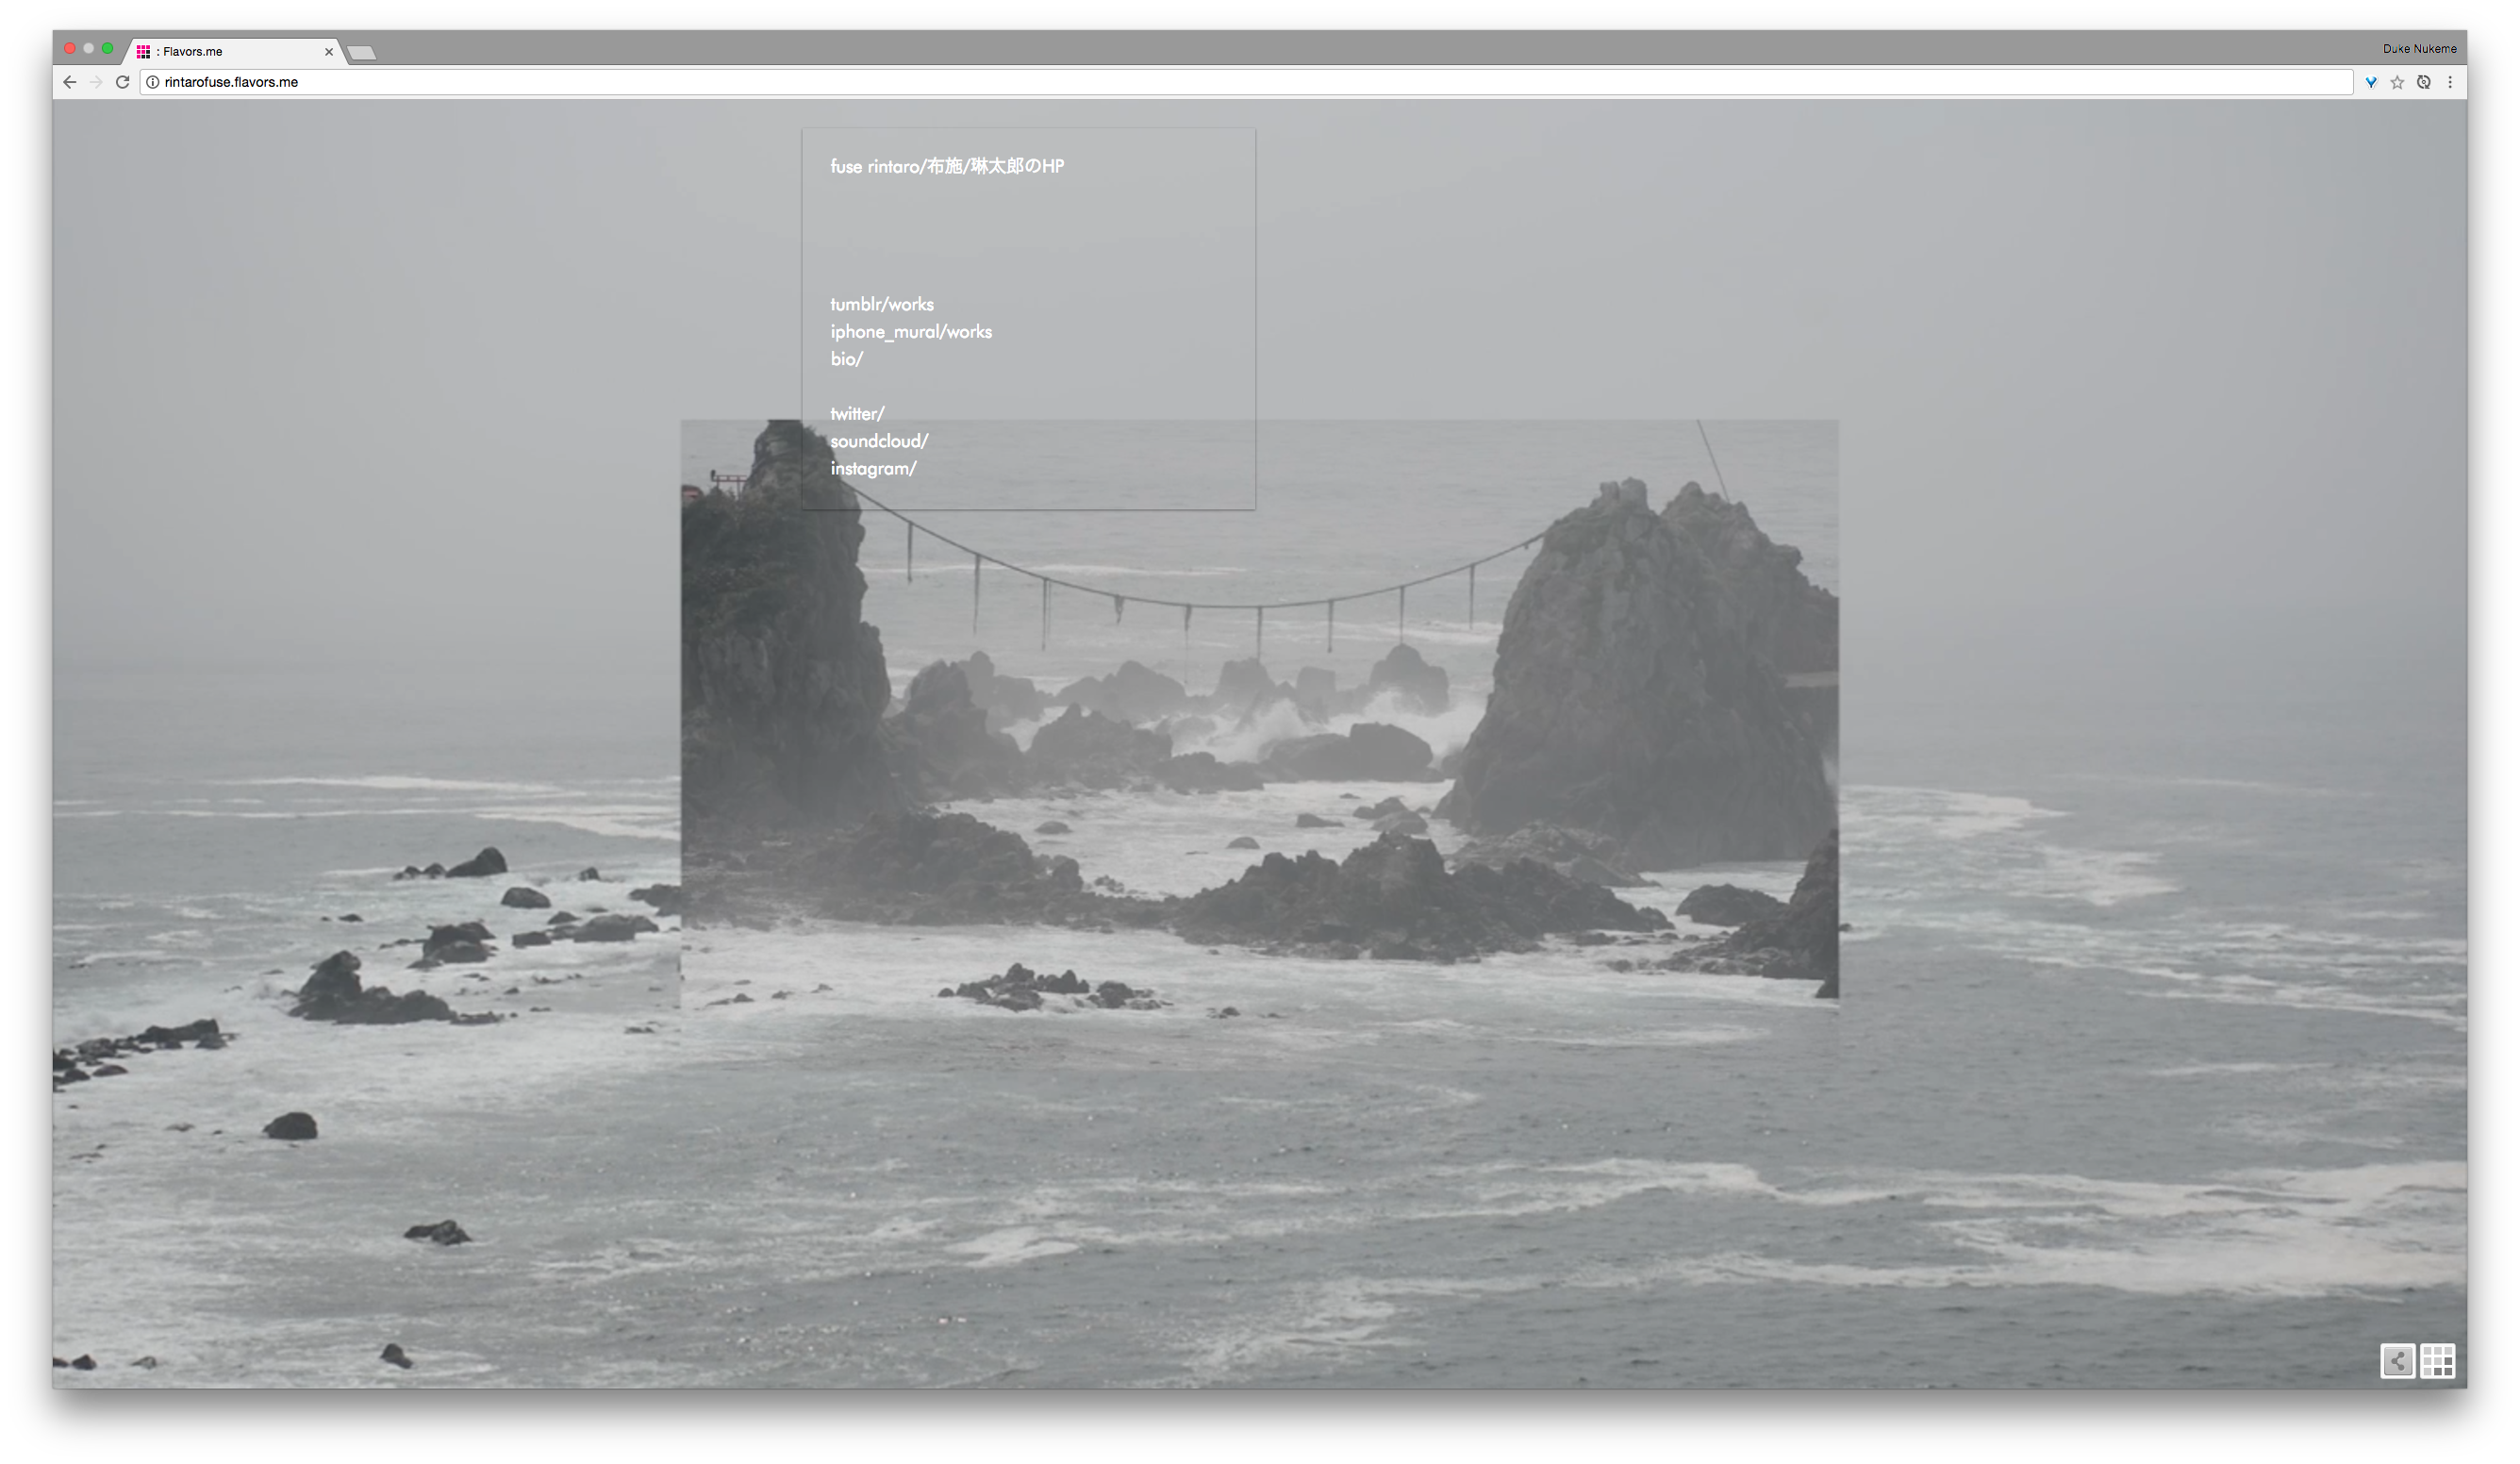 : Flavors.me
Duke Nukeme
rintarofuse.flavors.me
fuse rintaro/布施/琳太郎のHP
tumblr/works
iphone_mural/works
bio/
twitter/
soundcloud/
instagram/